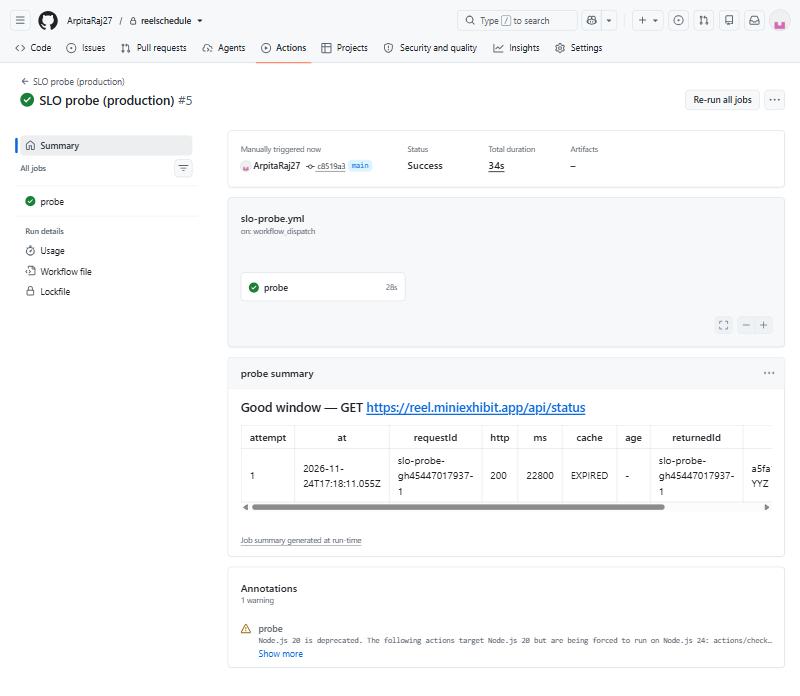 ArpitaRaj27 / reelschedule
Type / to search
Code
Issues
Pull requests
Agents
Actions
Projects
Security and quality
Insights
Settings
← SLO probe (production)
SLO probe (production) #5
Re-run all jobs
Summary
All jobs
probe
Run details
Usage
Workflow file
Lockfile
Manually triggered now
ArpitaRaj27 c8519a3 main
Status
Success
Total duration
34s
Artifacts
–
slo-probe.yml
on: workflow_dispatch
probe 28s
probe summary
Good window — GET https://reel.miniexhibit.app/api/status
attempt at requestId http ms cache age returnedId
1 2026-11-24T17:18:11.055Z slo-probe-gh45447017937-1 200 22800 EXPIRED - slo-probe-gh45447017937-1 a5fa
YYZ
Job summary generated at run-time
Annotations
1 warning
probe
Node.js 20 is deprecated. The following actions target Node.js 20 but are being forced to run on Node.js 24: actions/check…
Show more